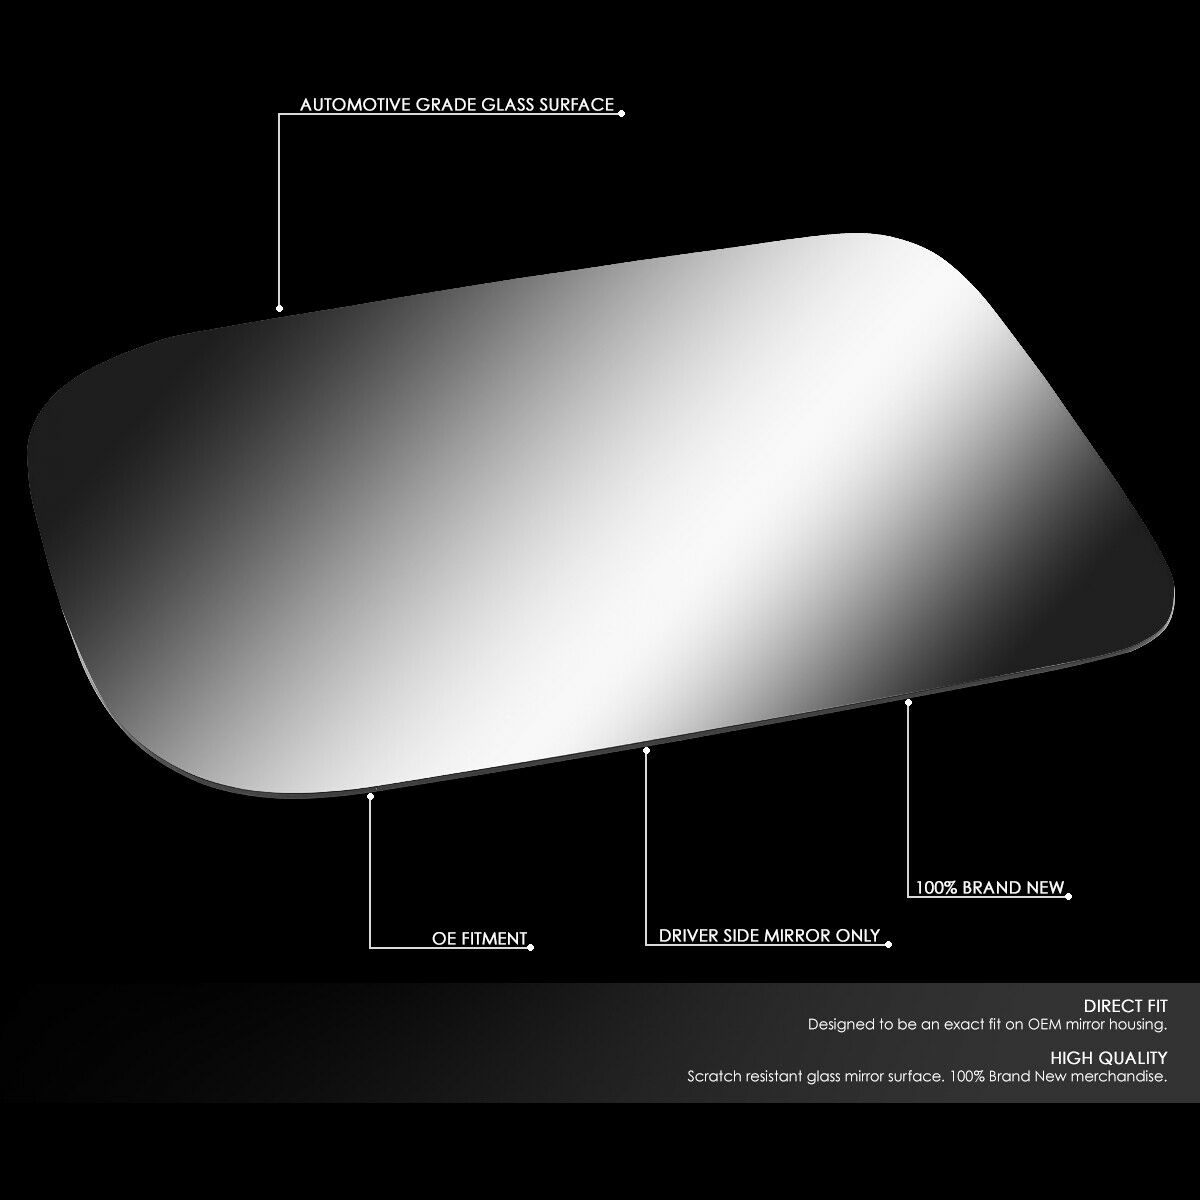 AUTOMOTIVE GRADE GLASS SURFACE
100% BRAND NEW
DRIVER SIDE MIRROR ONLY
OE FITMENT
DIRECT FIT
Designed to be an exact fit on OEM mirror housing.
HIGH QUALITY
Scratch resistant glass mirror surface. 100% Brand New merchandise.